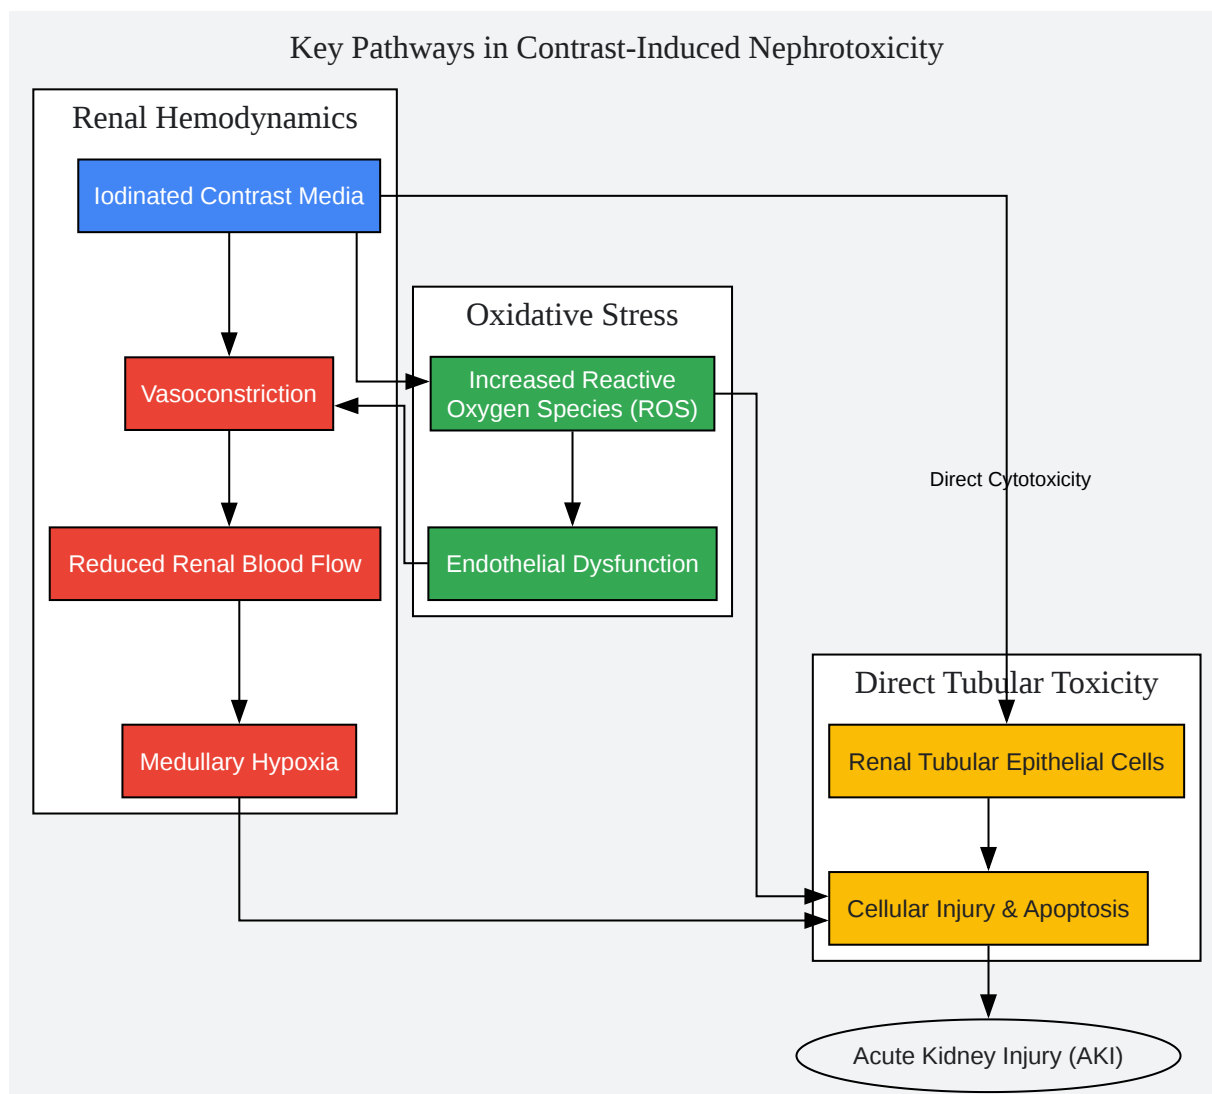 Key Pathways in Contrast-Induced Nephrotoxicity
Renal Hemodynamics
Iodinated Contrast Media
Oxidative Stress
Vasoconstriction
Increased Reactive
Oxygen Species (ROS)
Direct Cytotoxicity
Reduced Renal Blood Flow
Endothelial Dysfunction
Direct Tubular Toxicity
Medullary Hypoxia
Renal Tubular Epithelial Cells
Cellular Injury & Apoptosis
Acute Kidney Injury (AKI)